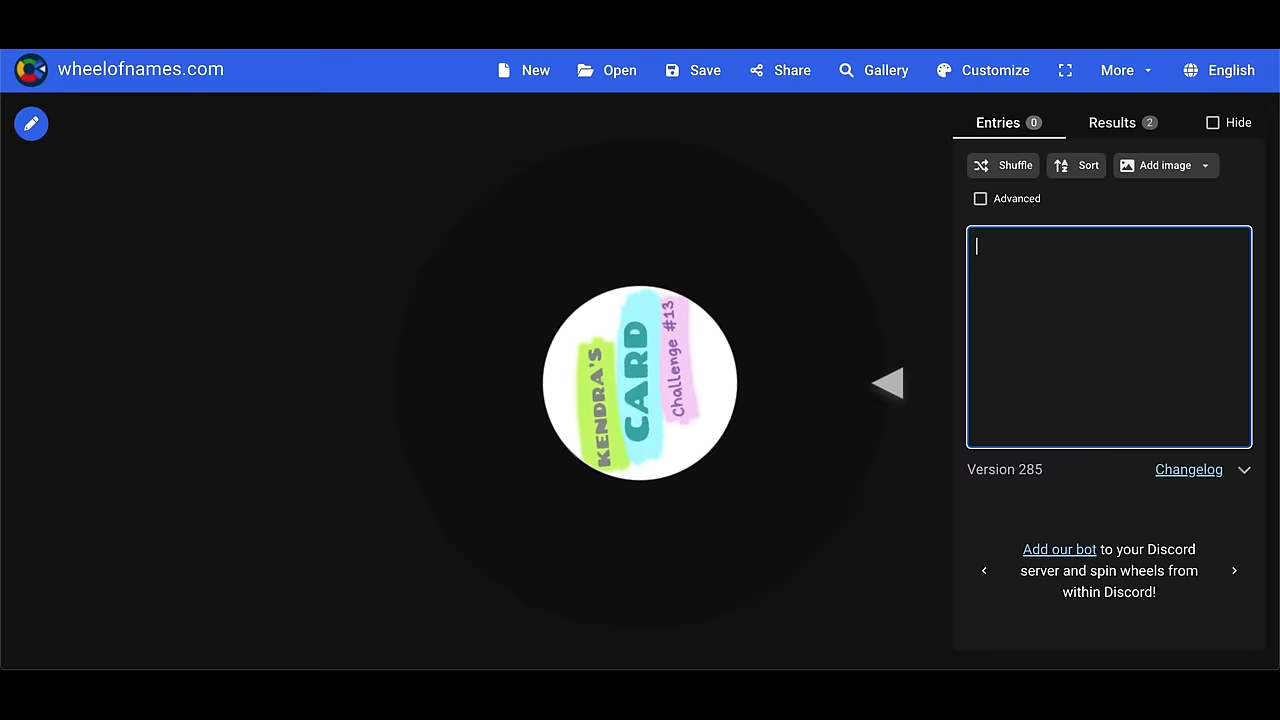 wheelofnames.com
New
Open
Save
Share
Gallery
Customize
More
English
Entries 0
Results 2
Hide
Shuffle
Sort
Add image
Advanced
KENDRA'S
CARD
Challenge #13
Version 285
Changelog
Add our bot to your Discord
server and spin wheels from
within Discord!